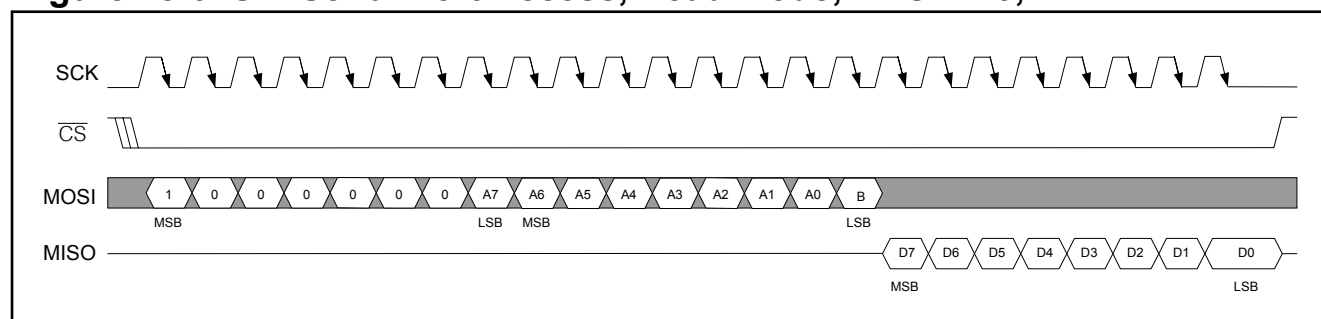 SCK
CS
MOSI 1 0 0 0 0 0 0 A7 A6 A5 A4 A3 A2 A1 A0 B
MSB LSB MSB LSB
MISO D7 D6 D5 D4 D3 D2 D1 D0
MSB LSB